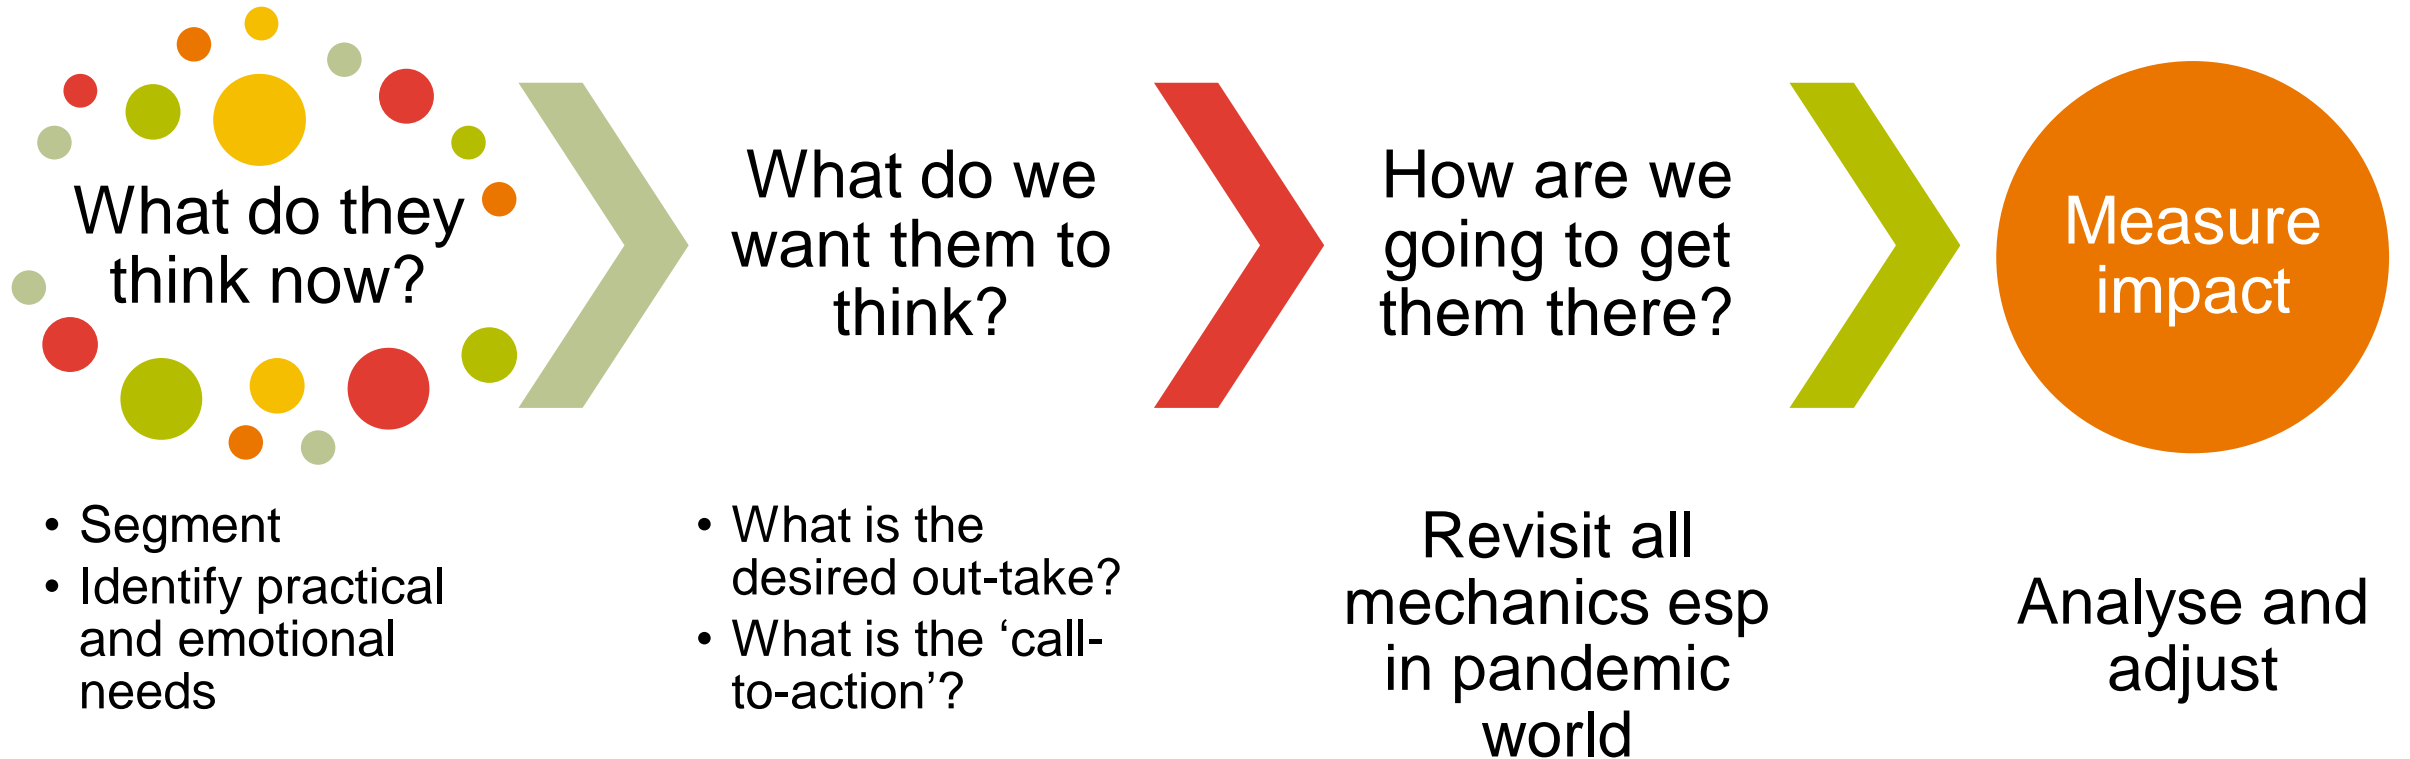 What do they
think now?
• Segment
• Identify practical
and emotional
needs
What do we
want them to
think?
• What is the
desired out-take?
• What is the ‘call-
to-action’?
How are we
going to get
them there?
Revisit all
mechanics esp
in pandemic
world
Measure
impact
Analyse and
adjust